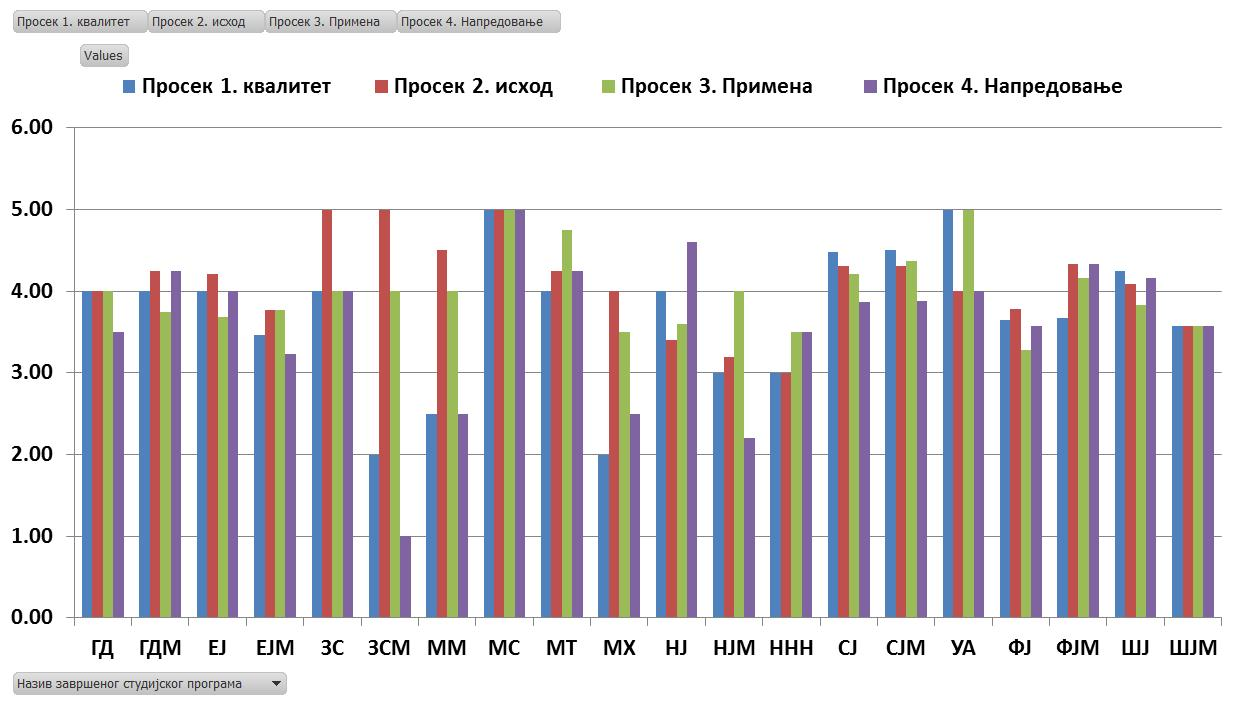 Просек 1. квалитет Просек 2. исход Просек 3. Примена Просек 4. Напредовање
Values
Просек 1. квалитет Просек 2. исход Просек 3. Примена Просек 4. Напредовање
6.00
5.00
4.00
3.00
2.00
1.00
0.00
ГД ГДМ ЕЈ ЕЈМ ЗС ЗСМ ММ МС МТ МХ НЈ НЈМ ННН СЈ СЈМ УА ФЈ ФЈМ ШЈ ШЈМ
Назив завршеног студијског програма